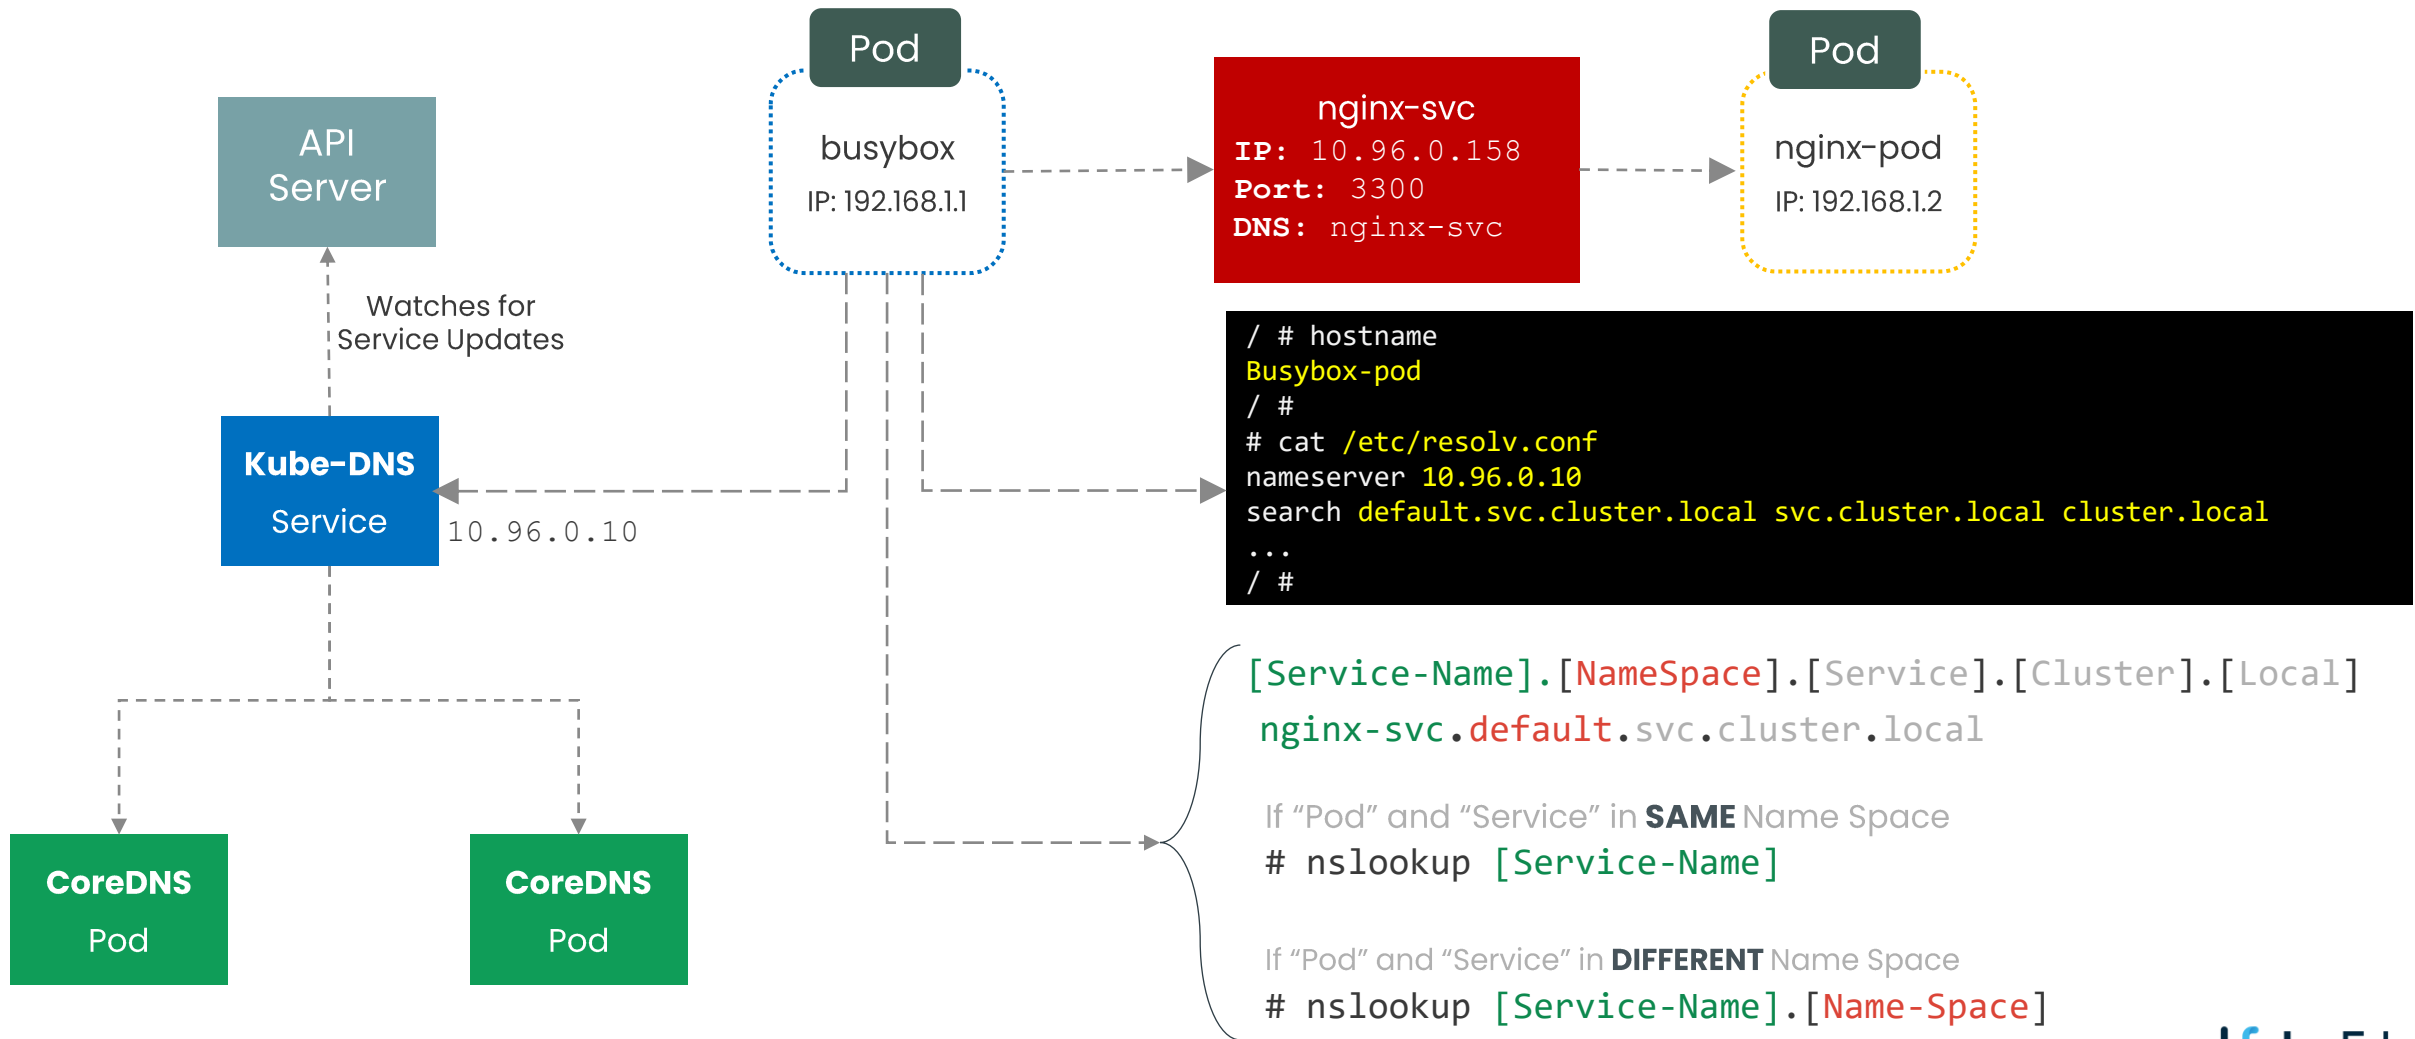 Pod
busybox
IP: 192.168.1.1
nginx-svc
IP: 10.96.0.158
Port: 3300
DNS: nginx-svc
Pod
nginx-pod
IP: 192.168.1.2
API
Server
Watches for
Service Updates
Kube-DNS
Service
10.96.0.10
CoreDNS
Pod
CoreDNS
Pod
/ # hostname
Busybox-pod
/ #
# cat /etc/resolv.conf
nameserver 10.96.0.10
search default.svc.cluster.local svc.cluster.local cluster.local
...
/ #
[Service-Name].[NameSpace].[Service].[Cluster].[Local]
nginx-svc.default.svc.cluster.local
If “Pod” and “Service” in SAME Name Space
# nslookup [Service-Name]
If “Pod” and “Service” in DIFFERENT Name Space
# nslookup [Service-Name].[Name-Space]